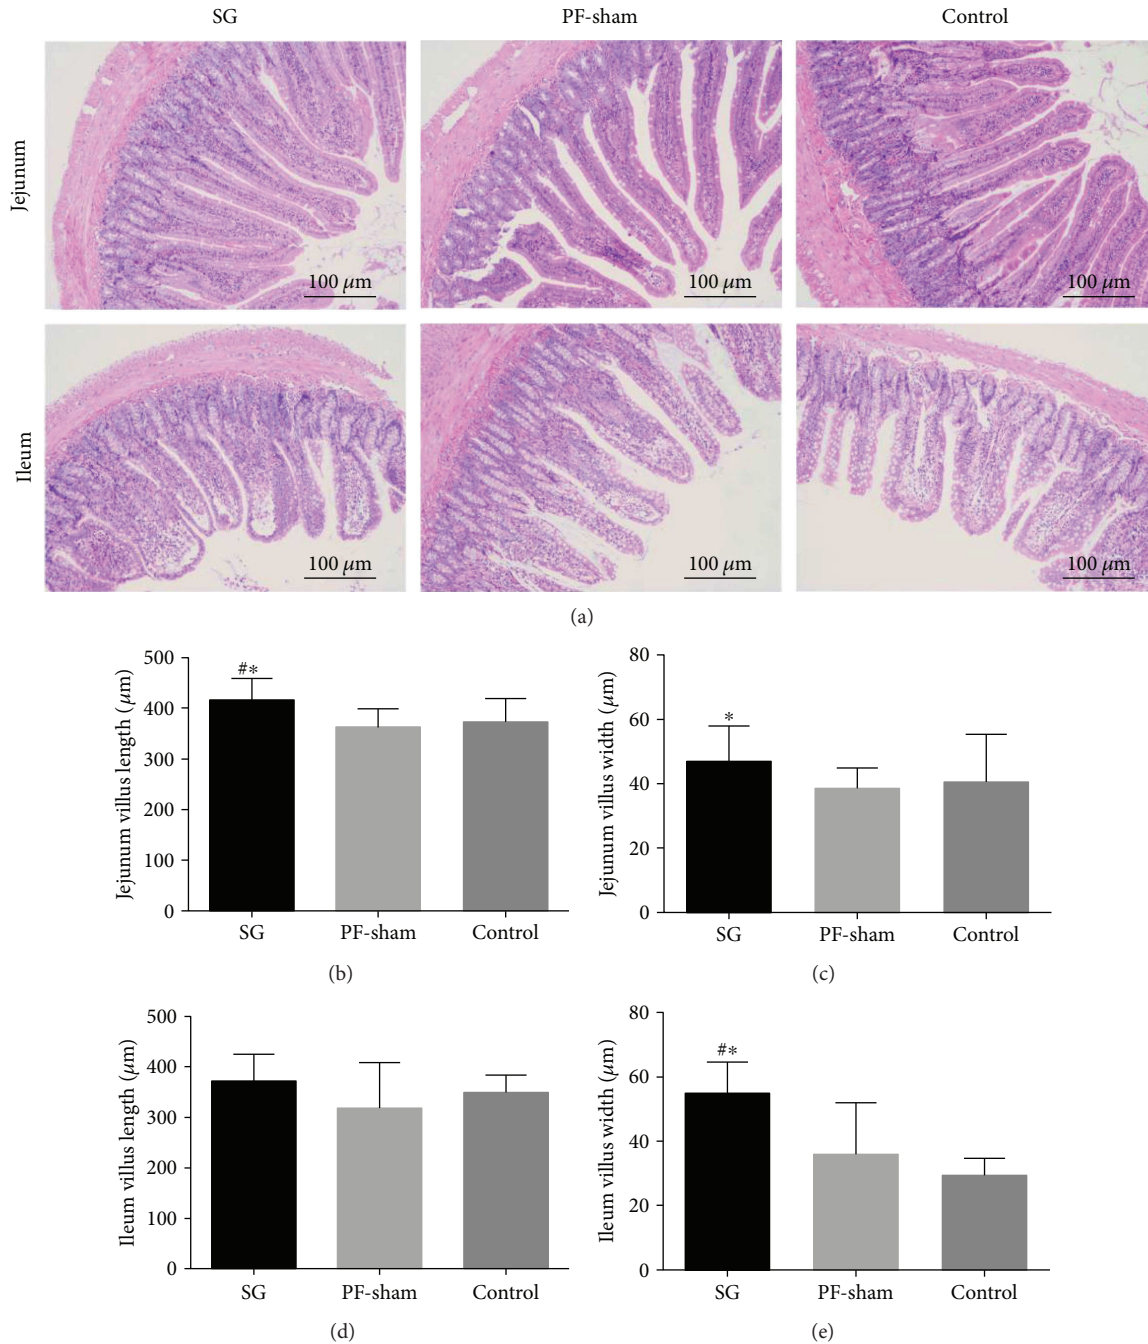 SG PF-sham Control
Jejunum
100 μm 100 μm 100 μm
Ileum
100 μm 100 μm 100 μm
(a)
Jejunum villus length (μm)
500
400
300
200
100
0
#*
SG PF-sham Control
(b)
Jejunum villus width (μm)
80
60
40
20
0
*
SG PF-sham Control
(c)
Ileum villus length (μm)
500
400
300
200
100
0
SG PF-sham Control
(d)
Ileum villus width (μm)
80
60
40
20
0
#*
SG PF-sham Control
(e)